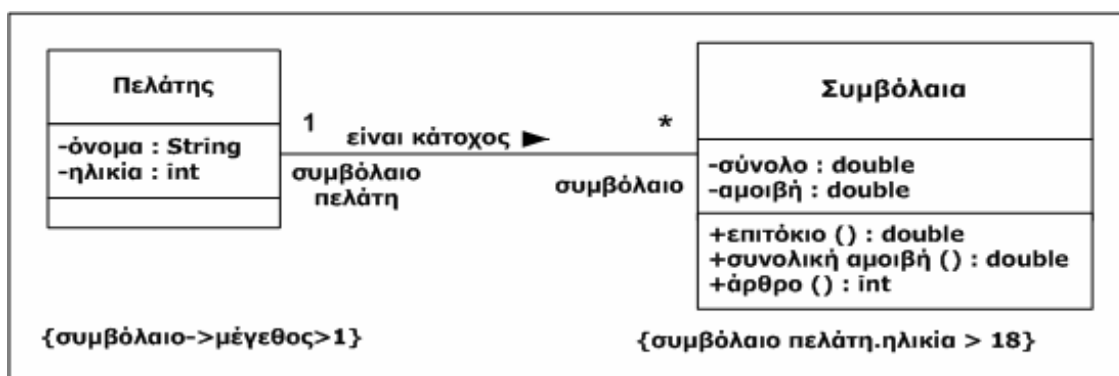 Πελάτης
-όνομα : String
-ηλικία : int
1
είναι κάτοχος
*
συμβόλαιο
πελάτη
συμβόλαιο
Συμβόλαια
-σύνολο : double
-αμοιβή : double
+επιτόκιο () : double
+συνολική αμοιβή () : double
+άρθρο () : int
{συμβόλαιο->μέγεθος>1}
{συμβόλαιο πελάτη.ηλικία > 18}